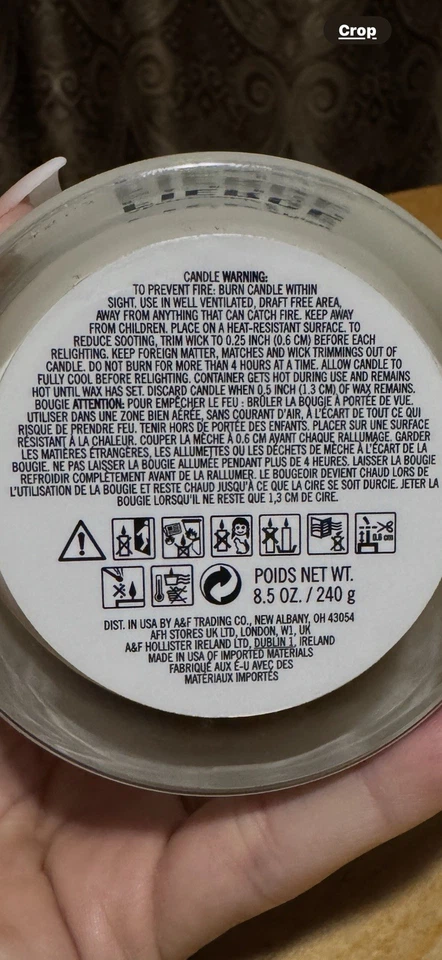 Crop
FIERCE
CANDLE WARNING:
TO PREVENT FIRE: BURN CANDLE WITHIN
SIGHT. USE IN WELL VENTILATED, DRAFT FREE AREA,
AWAY FROM ANYTHING THAT CAN CATCH FIRE. KEEP AWAY
FROM CHILDREN. PLACE ON A HEAT-RESISTANT SURFACE. TO
REDUCE SOOTING, TRIM WICK TO 0.25 INCH (0.6 CM) BEFORE EACH
RELIGHTING. KEEP FOREIGN MATTER, MATCHES AND WICK TRIMMINGS OUT OF
CANDLE. DO NOT BURN FOR MORE THAN 4 HOURS AT A TIME. ALLOW CANDLE TO
FULLY COOL BEFORE RELIGHTING. CONTAINER GETS HOT DURING USE AND REMAINS
HOT UNTIL WAX HAS SET. DISCARD CANDLE WHEN 0.5 INCH (1.3 CM) OF WAX REMAINS.
BOUGIE ATTENTION: POUR EMPÊCHER LE FEU : BRÛLER LA BOUGIE À PORTÉE DE VUE.
UTILISER DANS UNE ZONE BIEN AÉRÉE, SANS COURANT D'AIR, À L'ÉCART DE TOUT CE QUI
RISQUE DE PRENDRE FEU. TENIR HORS DE PORTÉE DES ENFANTS. PLACER SUR UNE SURFACE
RÉSISTANT À LA CHALEUR. COUPER LA MÈCHE À 0.6 CM AVANT CHAQUE RALLUMAGE. GARDER
LES MATIÈRES ÉTRANGÈRES, LES ALLUMETTES OU LES DÉCHETS DE MÈCHE À L'ÉCART DE LA
BOUGIE. NE PAS LAISSER LA BOUGIE ALLUMÉE PENDANT PLUS DE 4 HEURES. LAISSER LA BOUGIE
REFROIDIR COMPLÈTEMENT AVANT DE LA RALLUMER. LE BOUGEOIR DEVIENT CHAUD LORS DE
L'UTILISATION DE LA BOUGIE ET RESTE CHAUD JUSQU'À CE QUE LA CIRE SE SOIT DURCIE. JETER LA
BOUGIE LORSQU'IL NE RESTE QUE 1,3 CM DE CIRE.
0.6 cm
POIDS NET WT.
8.5 OZ. / 240 g
DIST. IN USA BY A&F TRADING CO., NEW ALBANY, OH 43054
AFH STORES UK LTD, LONDON, W1, UK
A&F HOLLISTER IRELAND LTD, DUBLIN 1, IRELAND
MADE IN USA OF IMPORTED MATERIALS
FABRIQUÉ AUX É-U AVEC DES
MATÉRIAUX IMPORTÉS